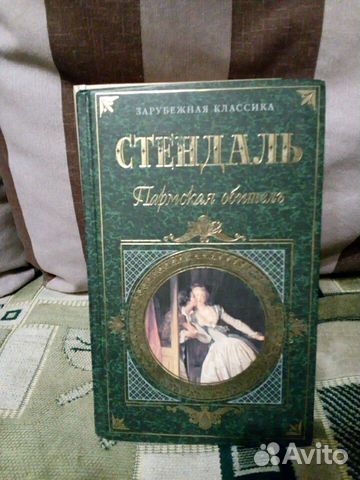 ЗАРУБЕЖНАЯ КЛАССИКА
СТЕНДАЛЬ
Пармская обитель
Avito